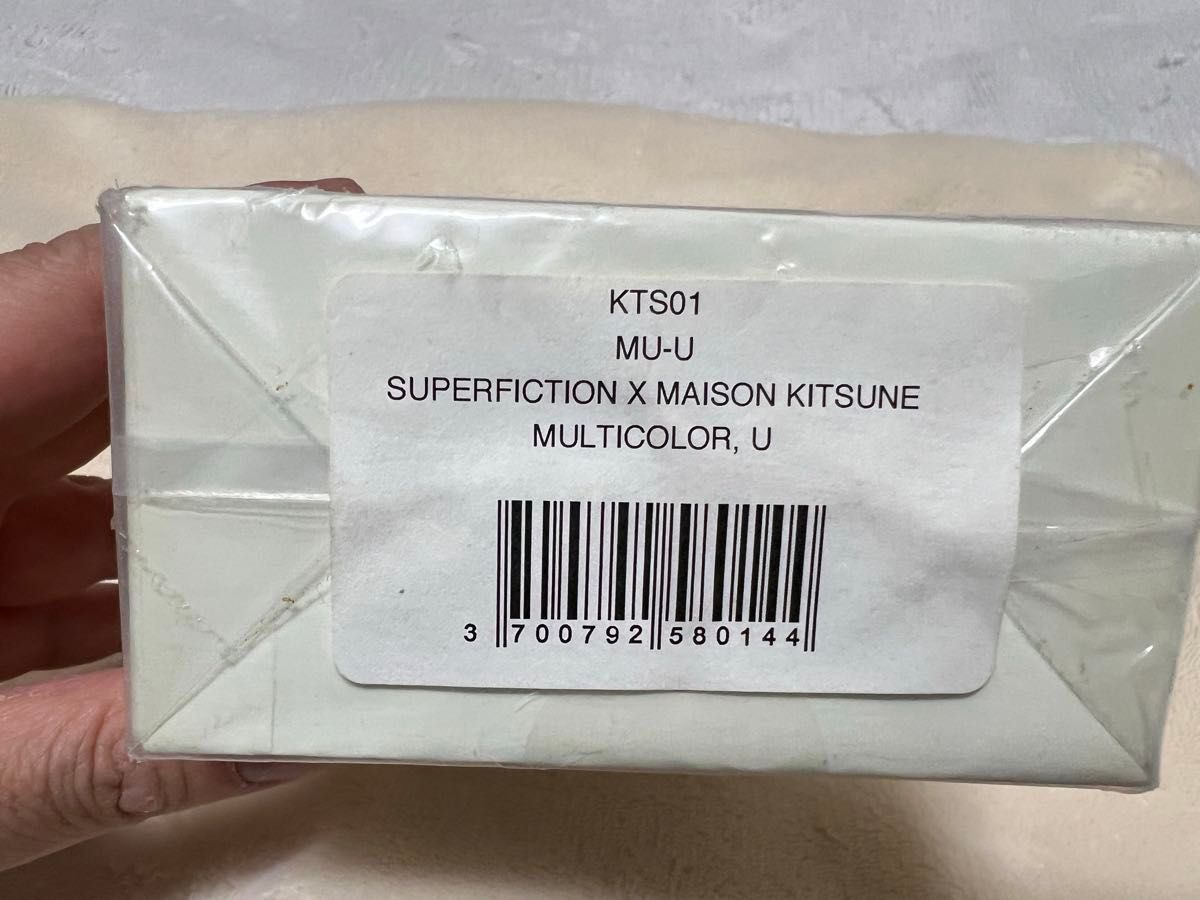 KTS01
MU-U
SUPERFICTION X MAISON KITSUNE
MULTICOLOR, U
3 700792 580144